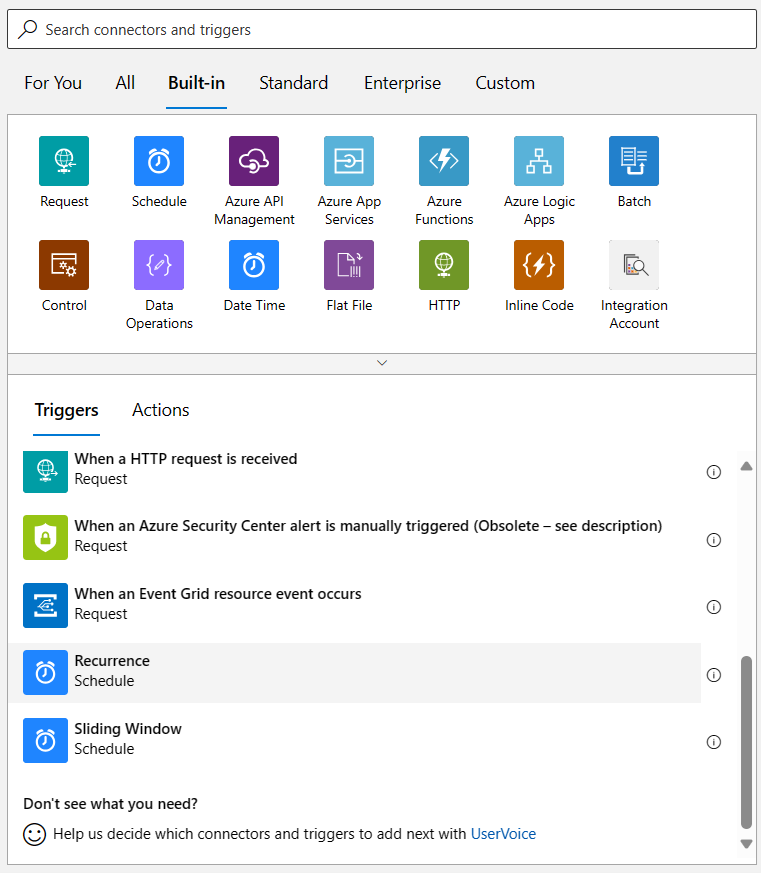 Search connectors and triggers
For You
All
Built-in
Standard
Enterprise
Custom
Request
Schedule
Azure API
Management
Azure App
Services
Azure
Functions
Azure Logic
Apps
Batch
Control
Data
Operations
Date Time
Flat File
HTTP
Inline Code
Integration
Account
Triggers
Actions
When a HTTP request is received
Request
When an Azure Security Center alert is manually triggered (Obsolete – see description)
Request
When an Event Grid resource event occurs
Request
Recurrence
Schedule
Sliding Window
Schedule
Don't see what you need?
Help us decide which connectors and triggers to add next with UserVoice